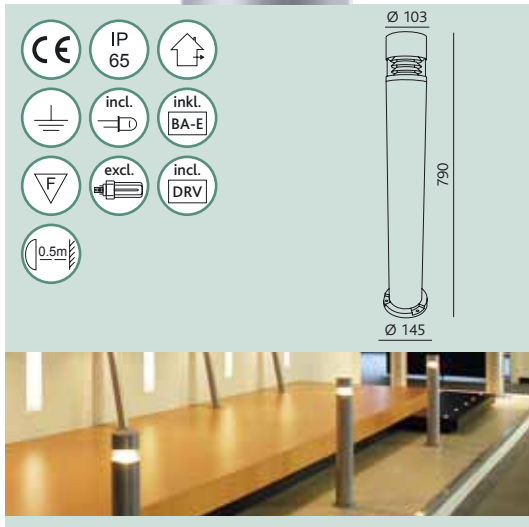 CE
IP
65
incl.
inkl.
BA-E
F
excl.
incl.
DRV
0.5m
Ø 103
790
Ø 145